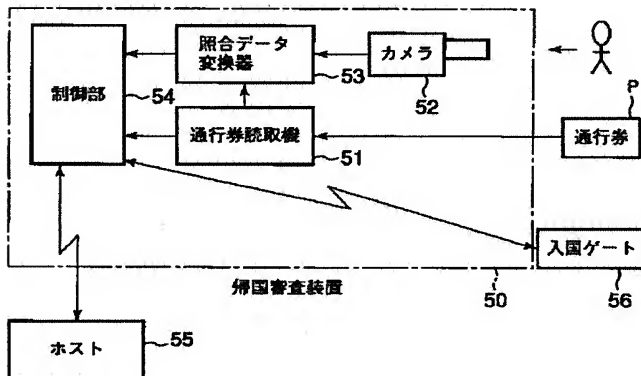 照合データ
変換器
53
カメラ
52
制御部
54
通行券読取機
51
P
通行券
入国ゲート
56
50
帰国審査装置
ホスト
55